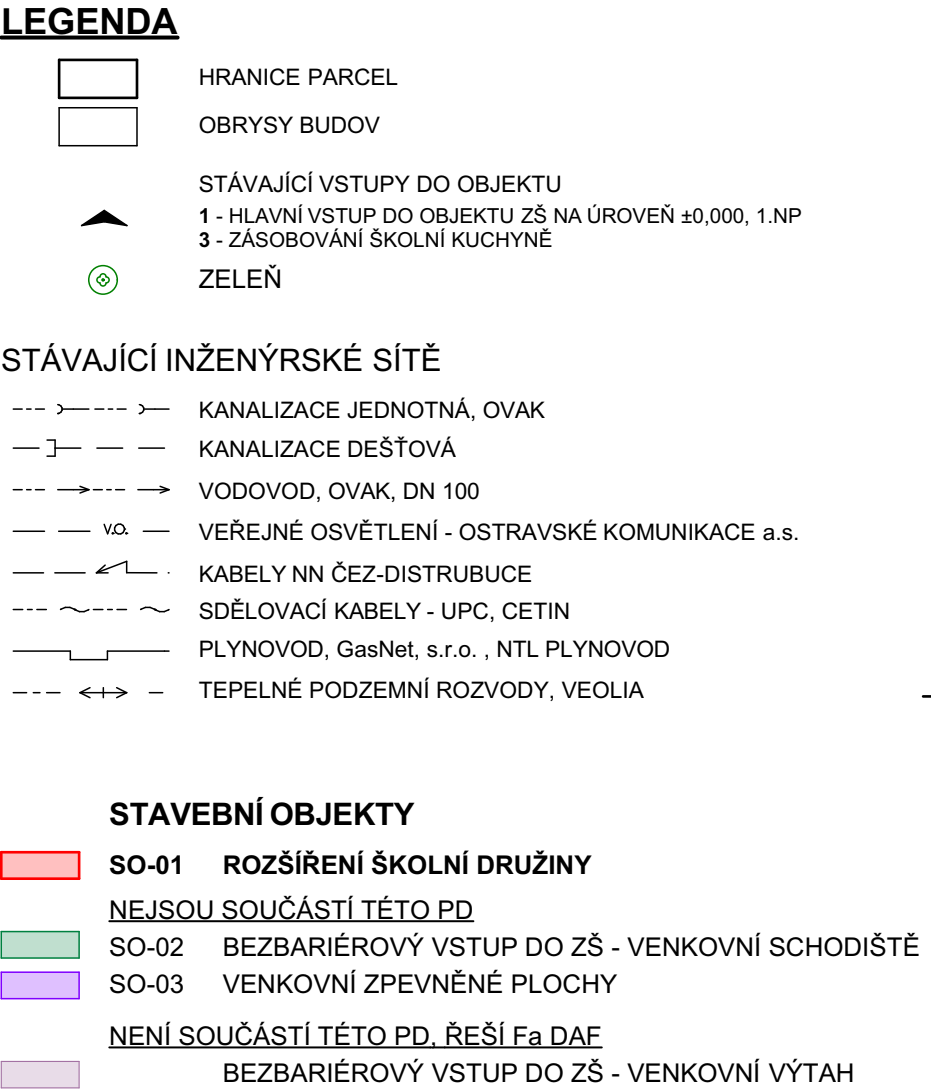 LEGENDA
HRANICE PARCEL
OBRYSY BUDOV
STÁVAJÍCÍ VSTUPY DO OBJEKTU
1 - HLAVNÍ VSTUP DO OBJEKTU ZŠ NA ÚROVEŇ ±0,000, 1.NP
3 - ZÁSOBOVÁNÍ ŠKOLNÍ KUCHYNĚ
ZELEŇ
STÁVAJÍCÍ INŽENÝRSKÉ SÍTĚ
KANALIZACE JEDNOTNÁ, OVAK
KANALIZACE DEŠŤOVÁ
VODOVOD, OVAK, DN 100
V.O. VEŘEJNÉ OSVĚTLENÍ - OSTRAVSKÉ KOMUNIKACE a.s.
KABELY NN ČEZ-DISTRUBUCE
SDĚLOVACÍ KABELY - UPC, CETIN
PLYNOVOD, GasNet, s.r.o. , NTL PLYNOVOD
TEPELNÉ PODZEMNÍ ROZVODY, VEOLIA
STAVEBNÍ OBJEKTY
SO-01 ROZŠÍŘENÍ ŠKOLNÍ DRUŽINY
NEJSOU SOUČÁSTÍ TÉTO PD
SO-02 BEZBARIÉROVÝ VSTUP DO ZŠ - VENKOVNÍ SCHODIŠTĚ
SO-03 VENKOVNÍ ZPEVNĚNÉ PLOCHY
NENÍ SOUČÁSTÍ TÉTO PD, ŘEŠÍ Fa DAF
BEZBARIÉROVÝ VSTUP DO ZŠ - VENKOVNÍ VÝTAH